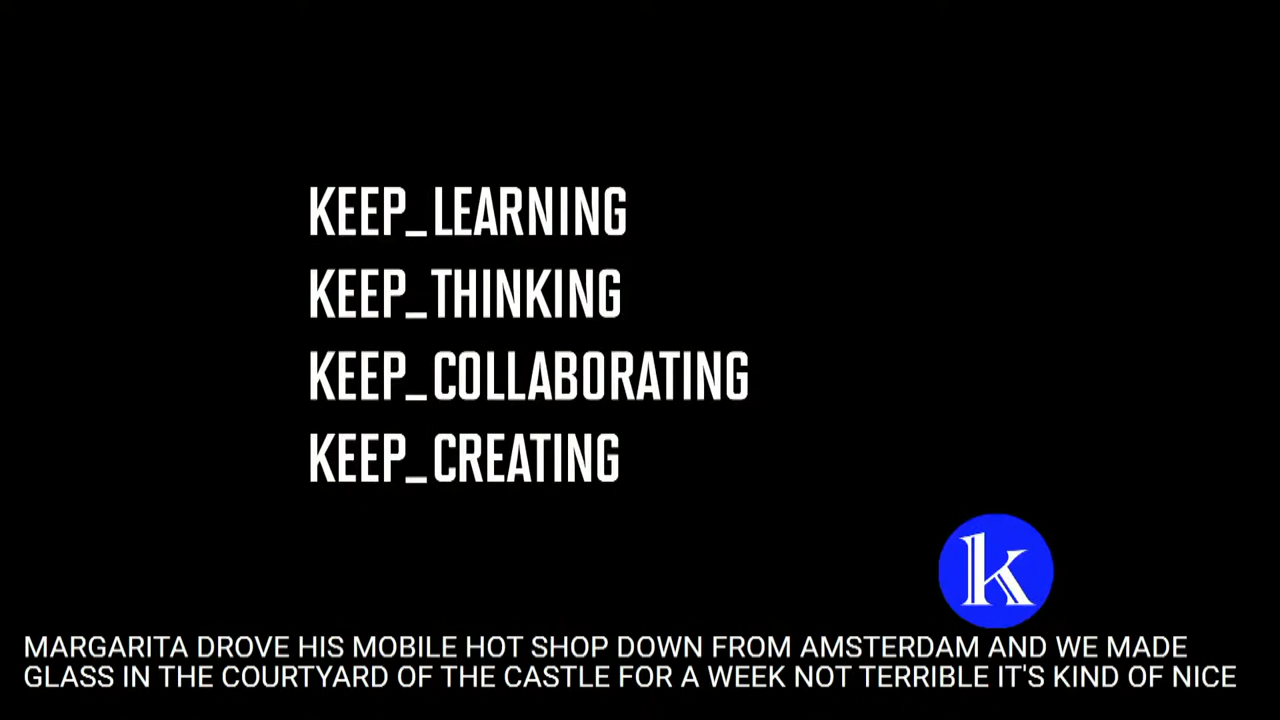 KEEP_LEARNING
KEEP_THINKING
KEEP_COLLABORATING
KEEP_CREATING
k
MARGARITA DROVE HIS MOBILE HOT SHOP DOWN FROM AMSTERDAM AND WE MADE
GLASS IN THE COURTYARD OF THE CASTLE FOR A WEEK NOT TERRIBLE IT'S KIND OF NICE